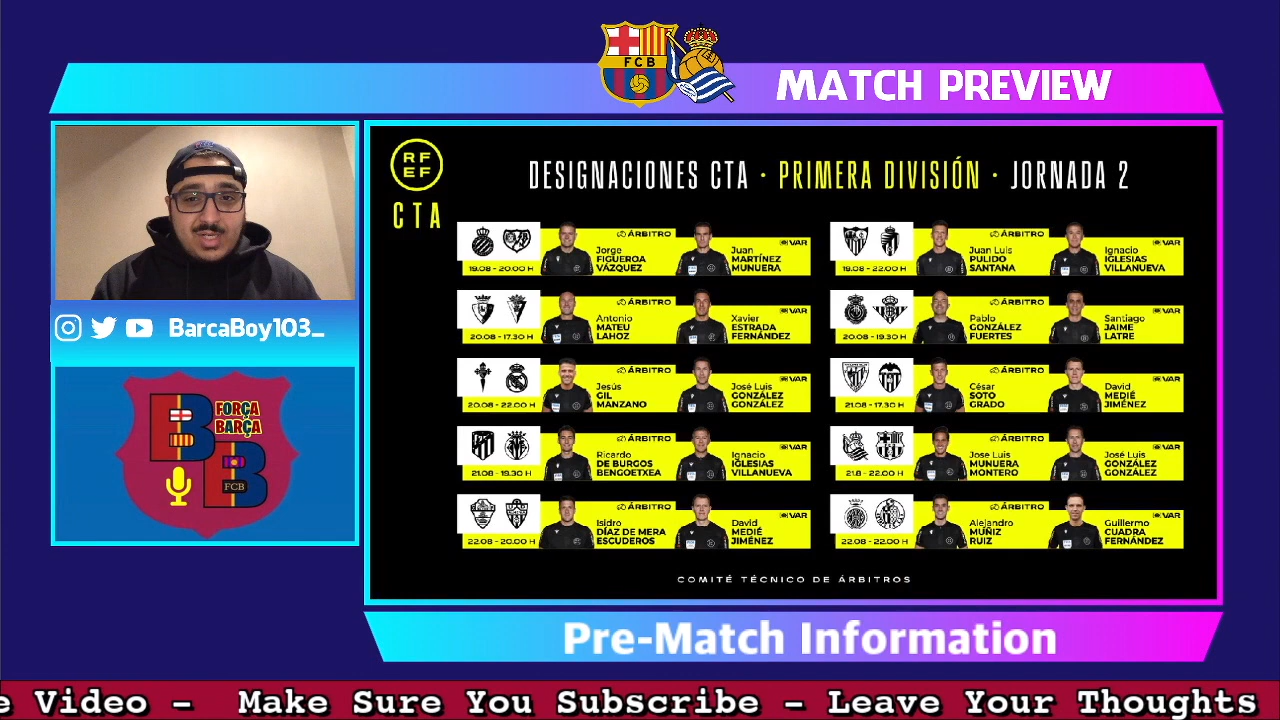 FCB
MATCH PREVIEW
RF
EF
CTA
DESIGNACIONES CTA · PRIMERA DIVISIÓN · JORNADA 2
19.08 - 20.00 H
ÁRBITRO
Jorge
FIGUEROA
VÁZQUEZ
VAR
Juan
MARTÍNEZ
MUNUERA
19.08 - 22.00 H
ÁRBITRO
Juan Luis
PULIDO
SANTANA
VAR
Ignacio
IGLESIAS
VILLANUEVA
20.08 - 17.30 H
ÁRBITRO
Antonio
MATEU
LAHOZ
VAR
Xavier
ESTRADA
FERNÁNDEZ
20.08 - 19.30 H
ÁRBITRO
Pablo
GONZÁLEZ
FUERTES
VAR
Santiago
JAIME
LATRE
20.08 - 22.00 H
ÁRBITRO
Jesús
GIL
MANZANO
VAR
José Luis
GONZÁLEZ
GONZÁLEZ
21.08 - 17.30 H
ÁRBITRO
César
SOTO
GRADO
VAR
David
MEDIÉ
JIMÉNEZ
21.08 - 19.30 H
ÁRBITRO
Ricardo
DE BURGOS
BENGOETXEA
VAR
Ignacio
IGLESIAS
VILLANUEVA
21.8 - 22.00 H
ÁRBITRO
Jose Luis
MUNUERA
MONTERO
VAR
José Luis
GONZÁLEZ
GONZÁLEZ
22.08 - 20.00 H
ÁRBITRO
Isidro
DÍAZ DE MERA
ESCUDEROS
VAR
David
MEDIÉ
JIMÉNEZ
22.08 - 22.00 H
ÁRBITRO
Alejandro
MUÑIZ
RUIZ
VAR
Guillermo
CUADRA
FERNÁNDEZ
COMITÉ TÉCNICO DE ÁRBITROS
BarcaBoy103_
B
FORÇA
BARÇA
B
FCB
Pre-Match Information
e Video - Make Sure You Subscribe - Leave Your Thoughts